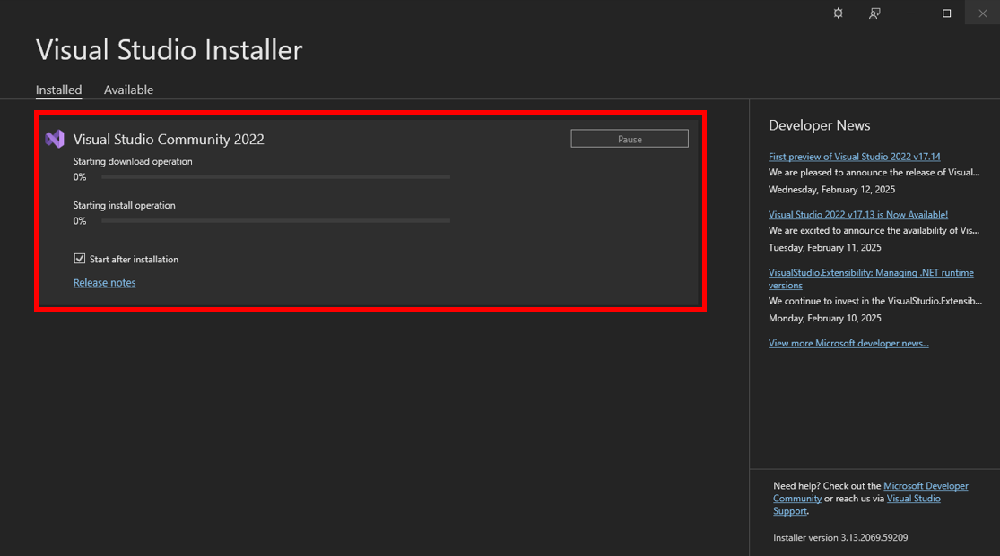 Visual Studio Installer
Installed
Available
Visual Studio Community 2022
Pause
Starting download operation
0%
Starting install operation
0%
Start after installation
Release notes
Developer News
First preview of Visual Studio 2022 v17.14
We are pleased to announce the release of Visual...
Wednesday, February 12, 2025
Visual Studio 2022 v17.13 is Now Available!
We are excited to announce the availability of Vis...
Tuesday, February 11, 2025
VisualStudio.Extensibility: Managing .NET runtime
versions
We continue to invest in the VisualStudio.Extensib...
Monday, February 10, 2025
View more Microsoft developer news...
Need help? Check out the Microsoft Developer
Community or reach us via Visual Studio
Support.
Installer version 3.13.2069.59209